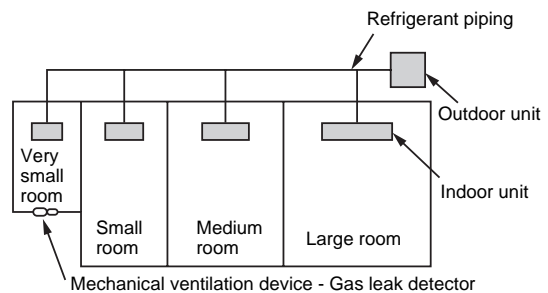 Refrigerant piping
Outdoor unit
Indoor unit
Very
small
room
Small
room
Medium
room
Large room
Mechanical ventilation device - Gas leak detector